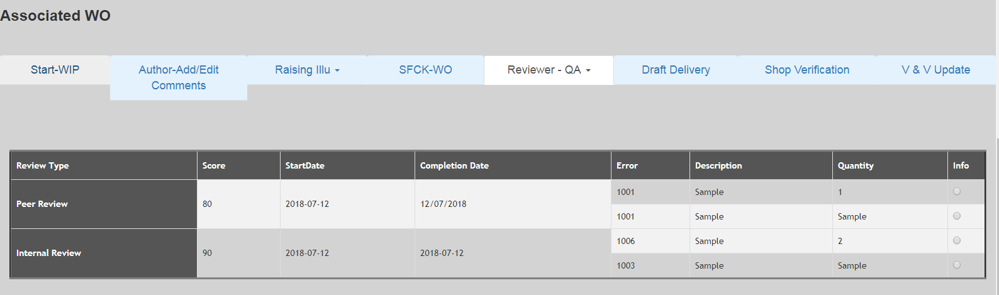 Associated WO
Start-WIP
Author-Add/Edit
Comments
Raising Illu
SFCK-WO
Reviewer - QA
Draft Delivery
Shop Verification
V & V Update
Review Type Score StartDate Completion Date Error Description Quantity Info
Peer Review 80 2018-07-12 12/07/2018
1001 Sample 1
1001 Sample Sample
Internal Review 90 2018-07-12 2018-07-12
1006 Sample 2
1003 Sample Sample